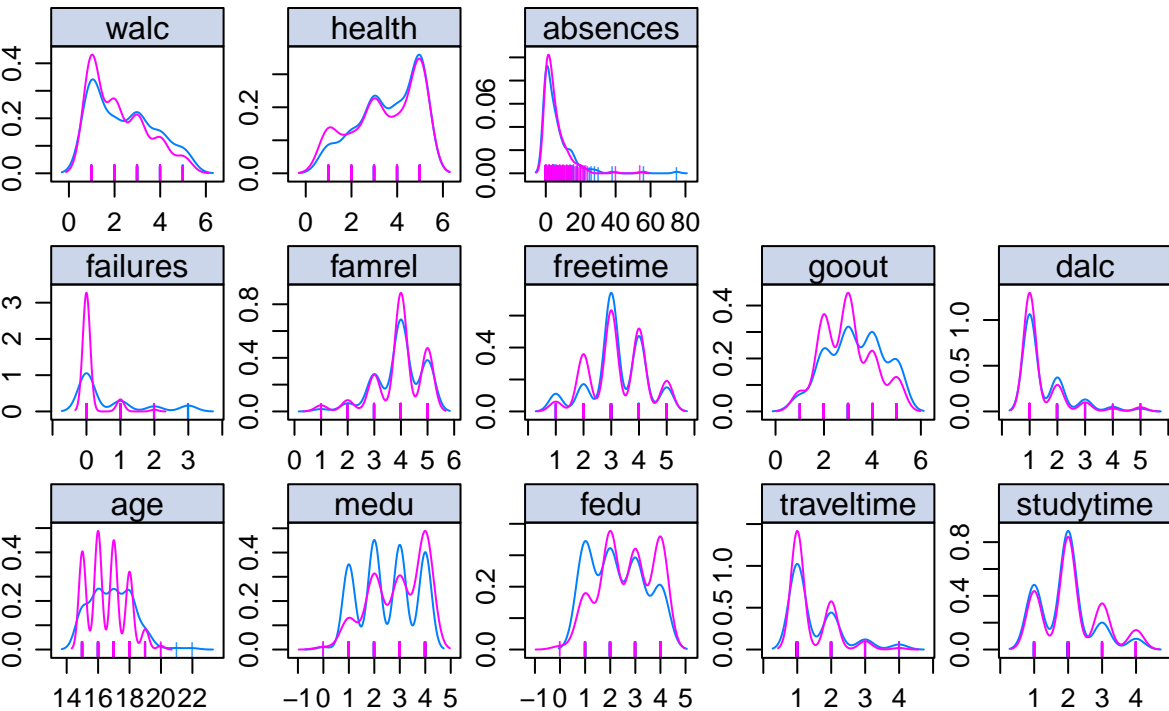 walc health absences
0.0 0.2 0.4
0.0 0.2
0.00 0.06
0 2 4 6
0 2 4 6
0 20 40 60 80
failures famrel freetime goout dalc
0 1 2 3
0.0 0.4 0.8
0.0 0.4
0.0 0.2 0.4
0.0 0.5 1.0
0 1 2 3
0 1 2 3 4 5 6
1 2 3 4 5
0 2 4 6
1 2 3 4 5
age medu fedu traveltime studytime
0.0 0.2 0.4
0.0 0.2 0.4
0.0 0.2
0.0 0.5 1.0
0.0 0.4 0.8
14 16 18 20 22
−1 0 1 2 3 4 5
−1 0 1 2 3 4 5
1 2 3 4
1 2 3 4